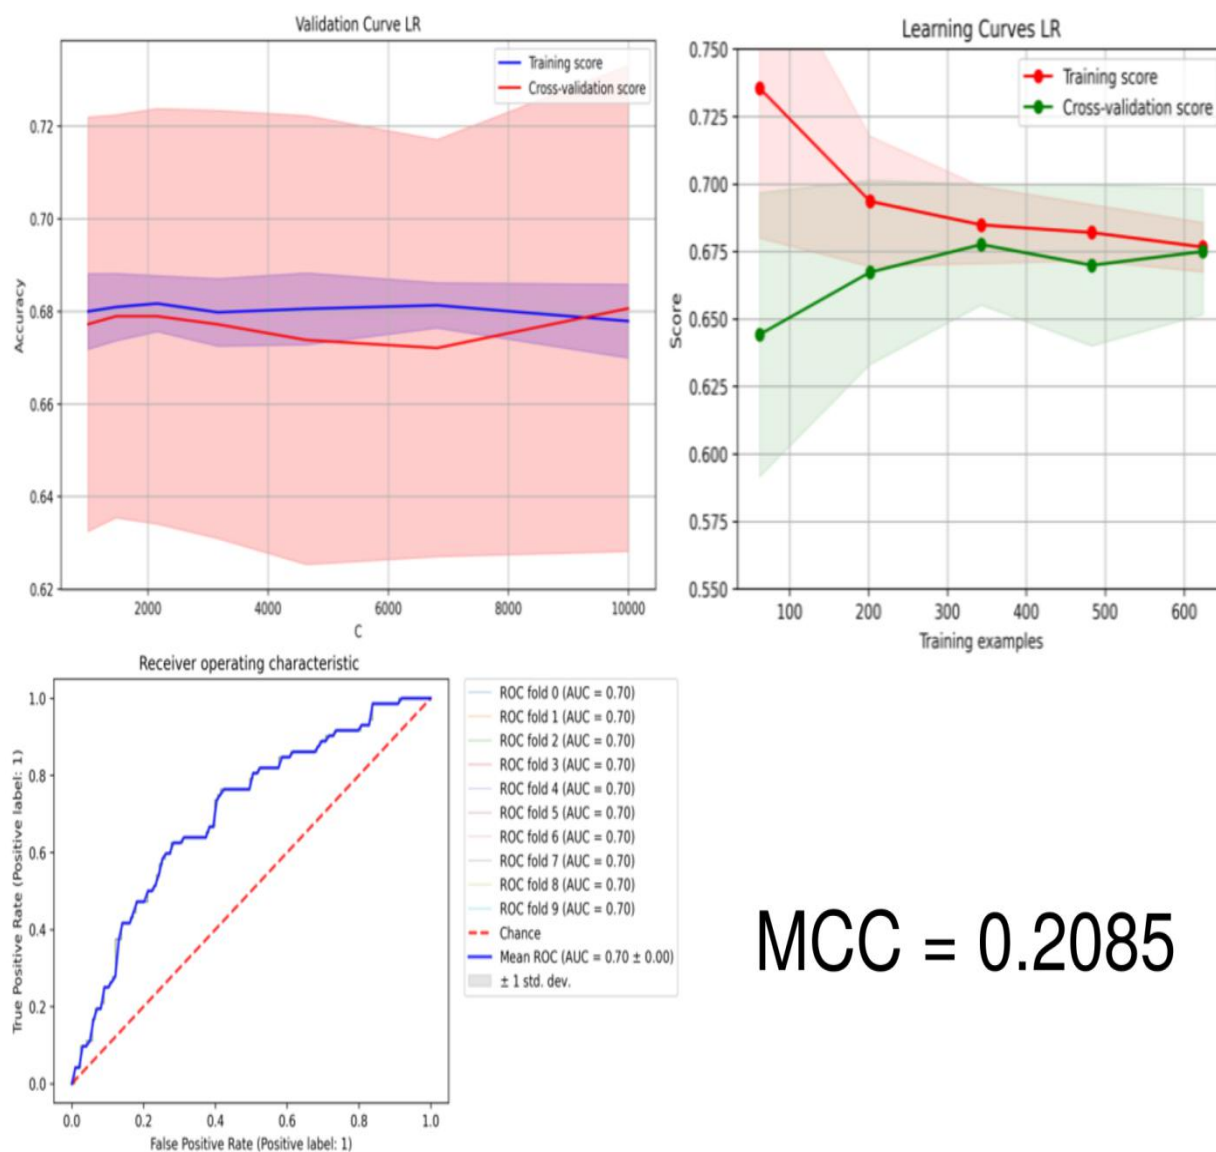 Validation Curve LR
Training score
Cross-validation score
0.72
0.70
0.68
0.66
0.64
0.62
Accuracy
2000 4000 6000 8000 10000
C
Learning Curves LR
Training score
Cross-validation score
0.750
0.725
0.700
0.675
0.650
0.625
0.600
0.575
0.550
Score
100 200 300 400 500 600
Training examples
Receiver operating characteristic
1.0
0.8
0.6
0.4
0.2
0.0
True Positive Rate (Positive label: 1)
0.0 0.2 0.4 0.6 0.8 1.0
False Positive Rate (Positive label: 1)
ROC fold 0 (AUC = 0.70)
ROC fold 1 (AUC = 0.70)
ROC fold 2 (AUC = 0.70)
ROC fold 3 (AUC = 0.70)
ROC fold 4 (AUC = 0.70)
ROC fold 5 (AUC = 0.70)
ROC fold 6 (AUC = 0.70)
ROC fold 7 (AUC = 0.70)
ROC fold 8 (AUC = 0.70)
ROC fold 9 (AUC = 0.70)
Chance
Mean ROC (AUC = 0.70 ± 0.00)
± 1 std. dev.
MCC = 0.2085